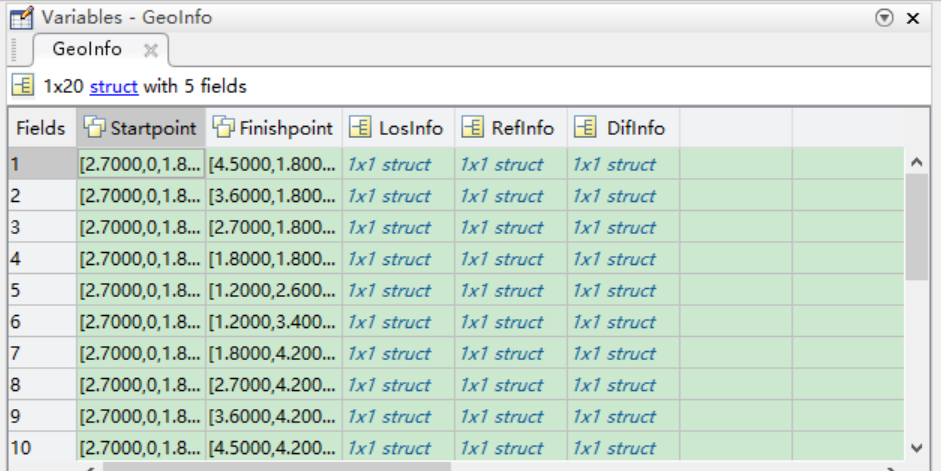 Variables - GeoInfo
GeoInfo
1x20 struct with 5 fields
Fields Startpoint Finishpoint LosInfo RefInfo DifInfo
1 [2.7000,0,1.8... [4.5000,1.800... 1x1 struct 1x1 struct 1x1 struct
2 [2.7000,0,1.8... [3.6000,1.800... 1x1 struct 1x1 struct 1x1 struct
3 [2.7000,0,1.8... [2.7000,1.800... 1x1 struct 1x1 struct 1x1 struct
4 [2.7000,0,1.8... [1.8000,1.800... 1x1 struct 1x1 struct 1x1 struct
5 [2.7000,0,1.8... [1.2000,2.600... 1x1 struct 1x1 struct 1x1 struct
6 [2.7000,0,1.8... [1.2000,3.400... 1x1 struct 1x1 struct 1x1 struct
7 [2.7000,0,1.8... [1.8000,4.200... 1x1 struct 1x1 struct 1x1 struct
8 [2.7000,0,1.8... [2.7000,4.200... 1x1 struct 1x1 struct 1x1 struct
9 [2.7000,0,1.8... [3.6000,4.200... 1x1 struct 1x1 struct 1x1 struct
10 [2.7000,0,1.8... [4.5000,4.200... 1x1 struct 1x1 struct 1x1 struct